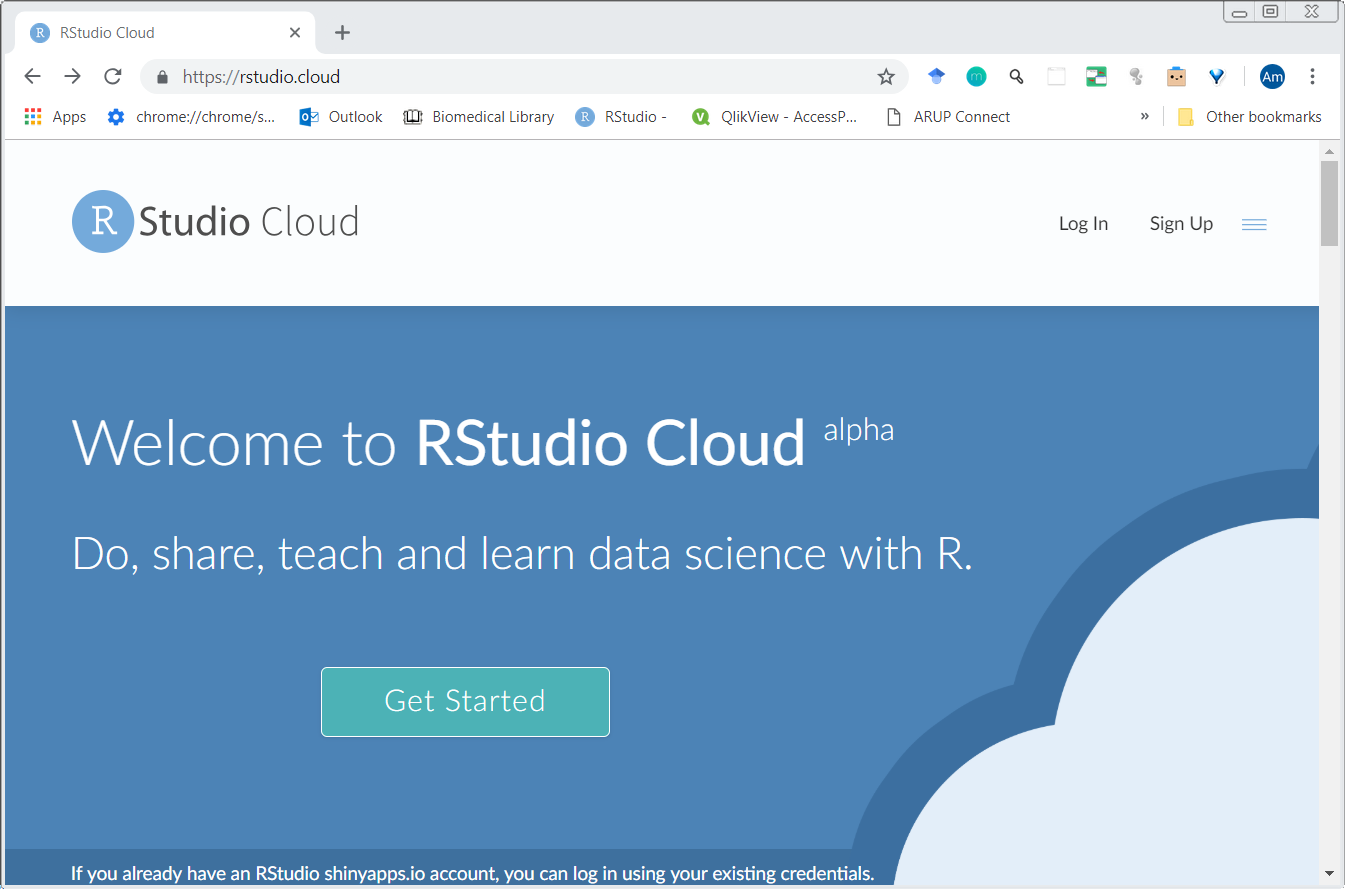 R RStudio Cloud
https://rstudio.cloud
Am
Apps chrome://chrome/s... Outlook Biomedical Library R RStudio - V QlikView - AccessP... ARUP Connect » Other bookmarks
R Studio Cloud Log In Sign Up
Welcome to RStudio Cloud alpha
Do, share, teach and learn data science with R.
Get Started
If you already have an RStudio shinyapps.io account, you can log in using your existing credentials.